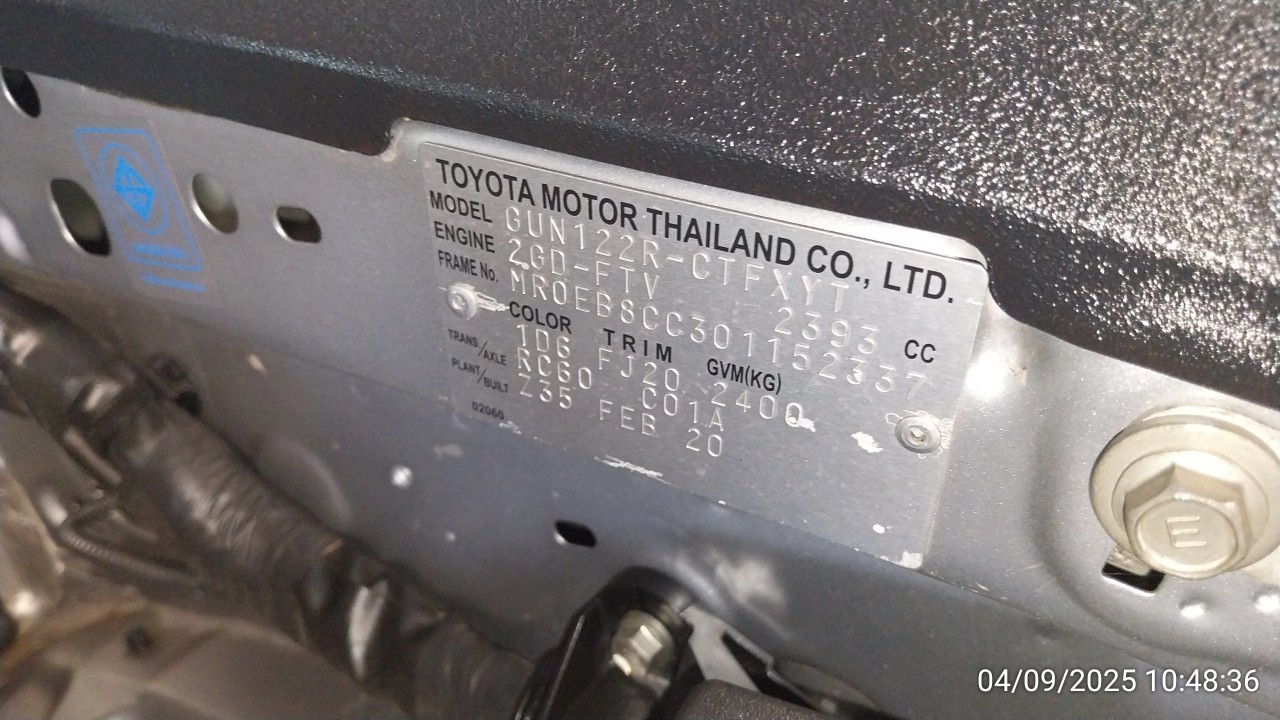 TOYOTA MOTOR THAILAND CO., LTD.
MODEL GUN122R-CTFXYT
ENGINE 2GD-FTV 2393 CC
FRAME No. MR0EB8CC301152337
COLOR TRIM GVM(KG)
1D6 FJ20 2400
TRANS/AXLE RC60 C01A
PLANT/BUILT Z35 FEB 20
02060
E
04/09/2025 10:48:36